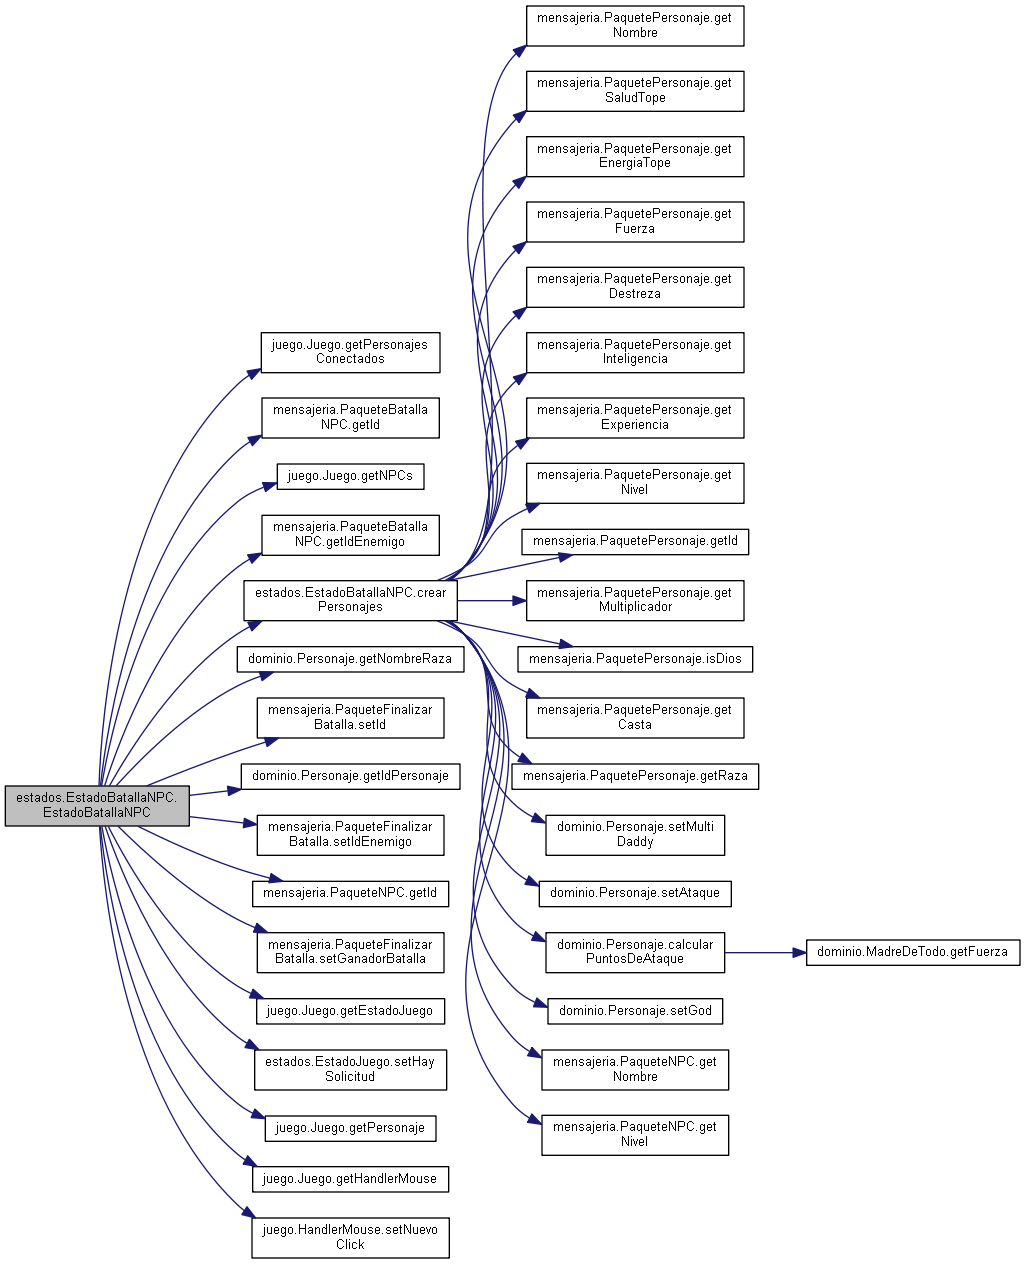 estados.EstadoBatallaNPC.
EstadoBatallaNPC
juego.Juego.getPersonajes
Conectados
mensajeria.PaqueteBatalla
NPC.getId
juego.Juego.getNPCs
mensajeria.PaqueteBatalla
NPC.getIdEnemigo
estados.EstadoBatallaNPC.crear
Personajes
dominio.Personaje.getNombreRaza
mensajeria.PaqueteFinalizar
Batalla.setId
dominio.Personaje.getIdPersonaje
mensajeria.PaqueteFinalizar
Batalla.setIdEnemigo
mensajeria.PaqueteNPC.getId
mensajeria.PaqueteFinalizar
Batalla.setGanadorBatalla
juego.Juego.getEstadoJuego
estados.EstadoJuego.setHay
Solicitud
juego.Juego.getPersonaje
juego.Juego.getHandlerMouse
juego.HandlerMouse.setNuevo
Click
mensajeria.PaquetePersonaje.get
Nombre
mensajeria.PaquetePersonaje.get
SaludTope
mensajeria.PaquetePersonaje.get
EnergiaTope
mensajeria.PaquetePersonaje.get
Fuerza
mensajeria.PaquetePersonaje.get
Destreza
mensajeria.PaquetePersonaje.get
Inteligencia
mensajeria.PaquetePersonaje.get
Experiencia
mensajeria.PaquetePersonaje.get
Nivel
mensajeria.PaquetePersonaje.getId
mensajeria.PaquetePersonaje.get
Multiplicador
mensajeria.PaquetePersonaje.isDios
mensajeria.PaquetePersonaje.get
Casta
mensajeria.PaquetePersonaje.getRaza
dominio.Personaje.setMulti
Daddy
dominio.Personaje.setAtaque
dominio.Personaje.calcular
PuntosDeAtaque
dominio.Personaje.setGod
mensajeria.PaqueteNPC.get
Nombre
mensajeria.PaqueteNPC.get
Nivel
dominio.MadreDeTodo.getFuerza